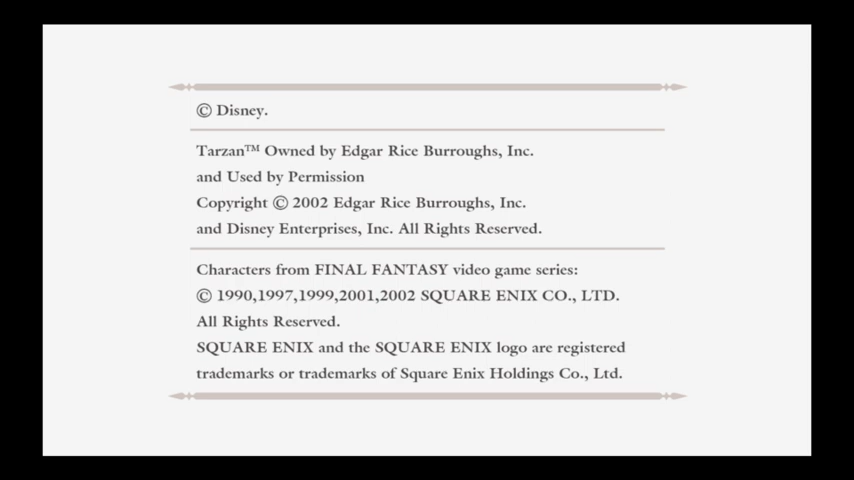 © Disney.
Tarzan™ Owned by Edgar Rice Burroughs, Inc.
and Used by Permission
Copyright © 2002 Edgar Rice Burroughs, Inc.
and Disney Enterprises, Inc. All Rights Reserved.
Characters from FINAL FANTASY video game series:
© 1990,1997,1999,2001,2002 SQUARE ENIX CO., LTD.
All Rights Reserved.
SQUARE ENIX and the SQUARE ENIX logo are registered
trademarks or trademarks of Square Enix Holdings Co., Ltd.